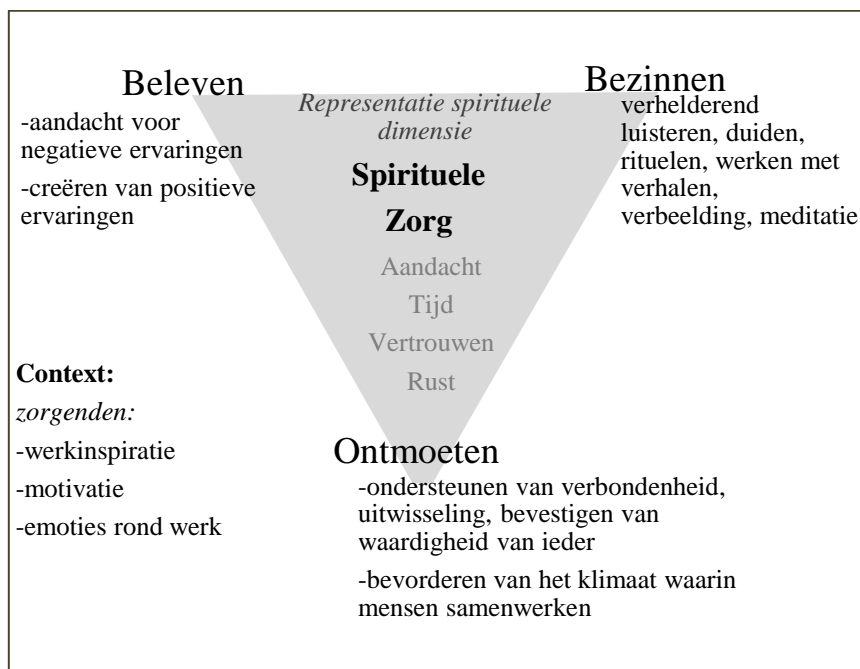 Beleven
-aandacht voor
negatieve ervaringen
-creëren van positieve
ervaringen
Representatie spirituele
dimensie
Spirituele
Zorg
Aandacht
Tijd
Vertrouwen
Rust
Bezinnen
verhelderend
luisteren, duiden,
rituelen, werken met
verhalen,
verbeelding, meditatie
Context:
zorgenden:
-werkinspiratie
-motivatie
-emoties rond werk
Ontmoeten
-ondersteunen van verbondenheid,
uitwisseling, bevestigen van
waardigheid van ieder
-bevorderen van het klimaat waarin
mensen samenwerken